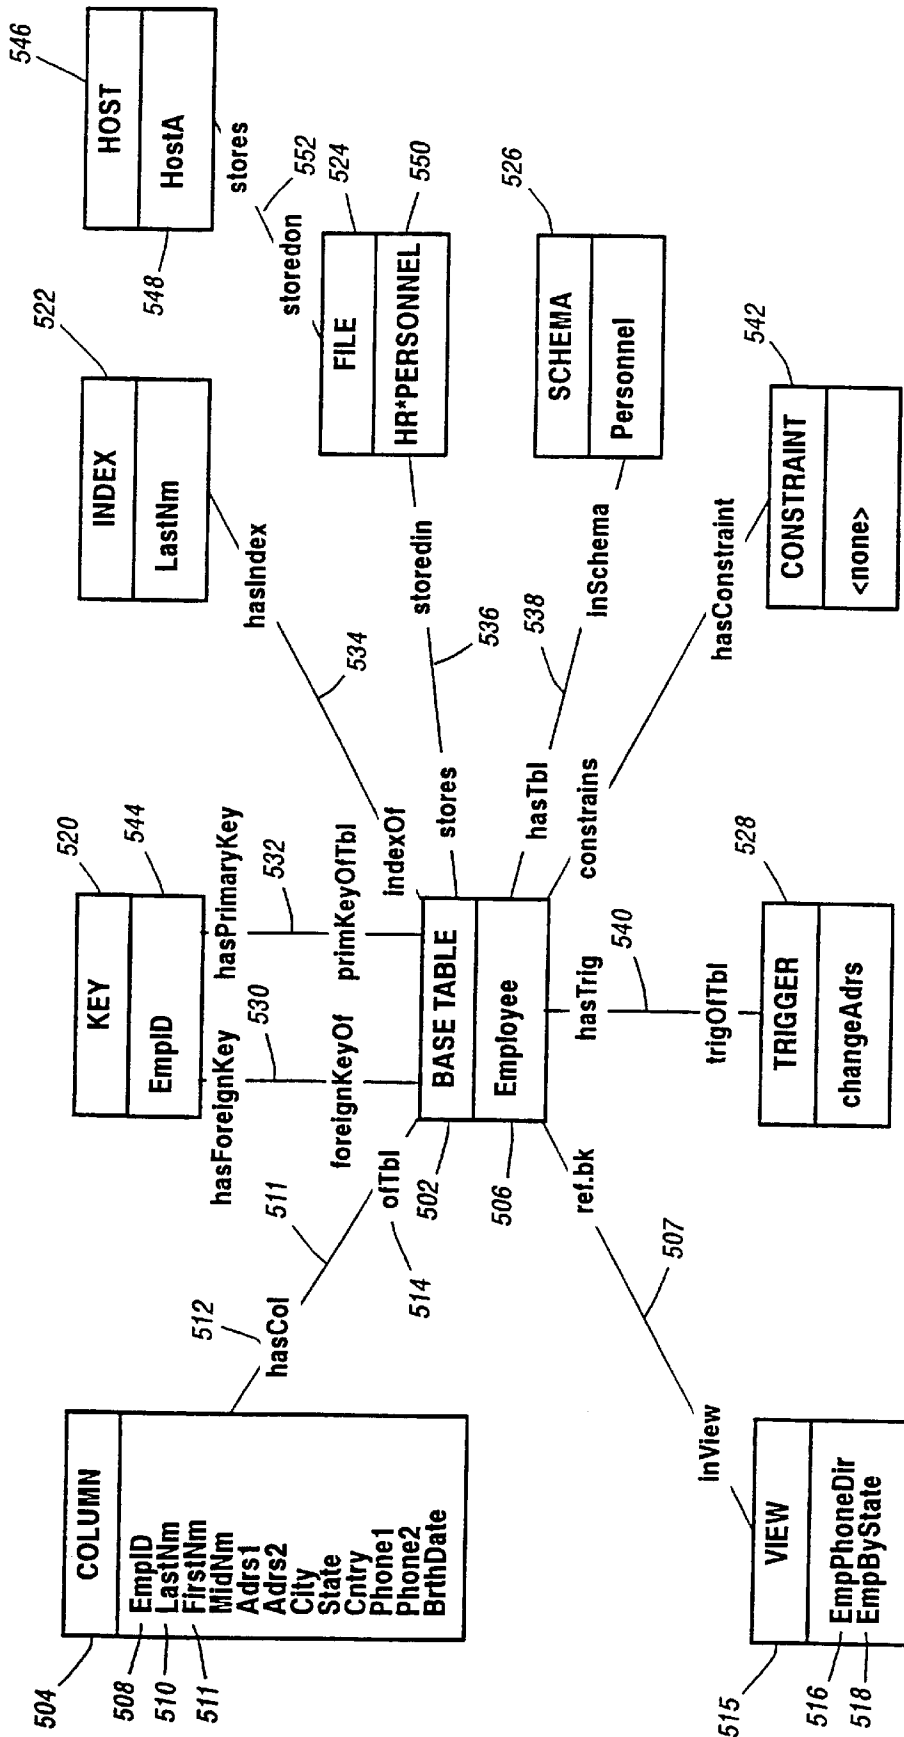 504
COLUMN
508
EmpID
510
LastNm
511
FirstNm
MidNm
Adrs1
Adrs2
City
State
Cntry
Phone1
Phone2
BrthDate
512
hasCol
511
ofTbl
514
520
KEY
544
EmpID
hasForeignKey
530
foreignKeyOf
hasPrimaryKey
532
primKeyOfTbl
522
INDEX
LastNm
hasIndex
534
indexOf
546
HOST
HostA
548
stores
552
storedon
524
FILE
550
HR*PERSONNEL
storedin
536
stores
502
BASE TABLE
506
Employee
526
SCHEMA
Personnel
inSchema
538
hasTbl
constrains
hasConstraint
542
CONSTRAINT
<none>
hasTrig
540
trigOfTbl
528
TRIGGER
changeAdrs
ref.bk
507
inView
515
VIEW
516
EmpPhoneDir
518
EmpByState